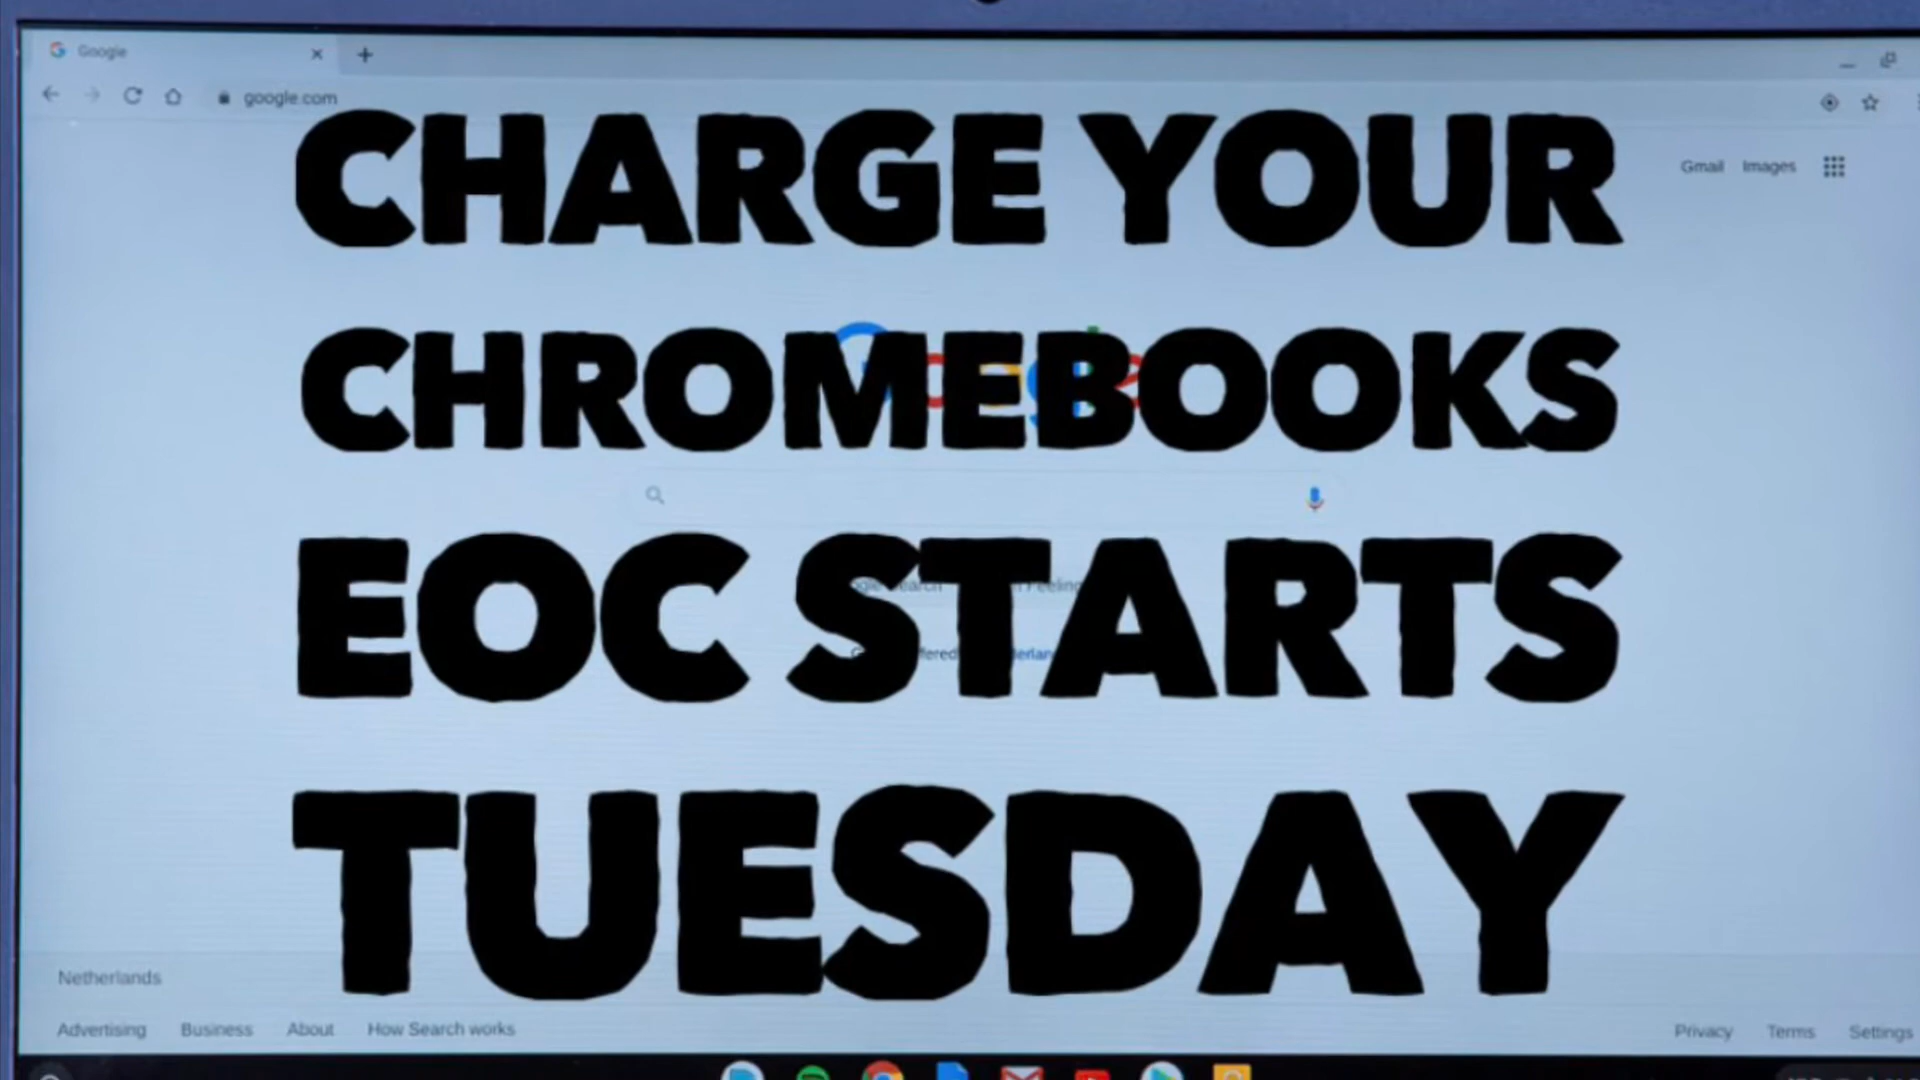 Google
google.com
CHARGE YOUR
Gmail Images
CHROMEBOOKS
EOC STARTS
TUESDAY
Netherlands
Advertising Business About How Search works
Privacy Terms Settings